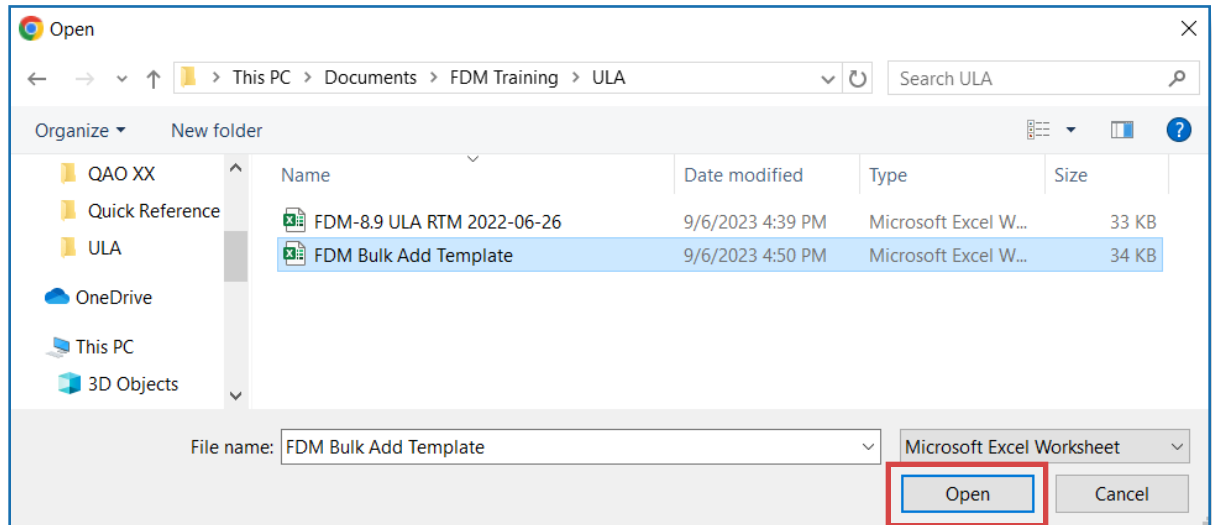 Open
This PC > Documents > FDM Training > ULA
Search ULA
Organize
New folder
?
QAO XX
Quick Reference
ULA
OneDrive
This PC
3D Objects
Name Date modified Type Size
FDM-8.9 ULA RTM 2022-06-26 9/6/2023 4:39 PM Microsoft Excel W... 33 KB
FDM Bulk Add Template 9/6/2023 4:50 PM Microsoft Excel W... 34 KB
File name: FDM Bulk Add Template Microsoft Excel Worksheet
Open Cancel